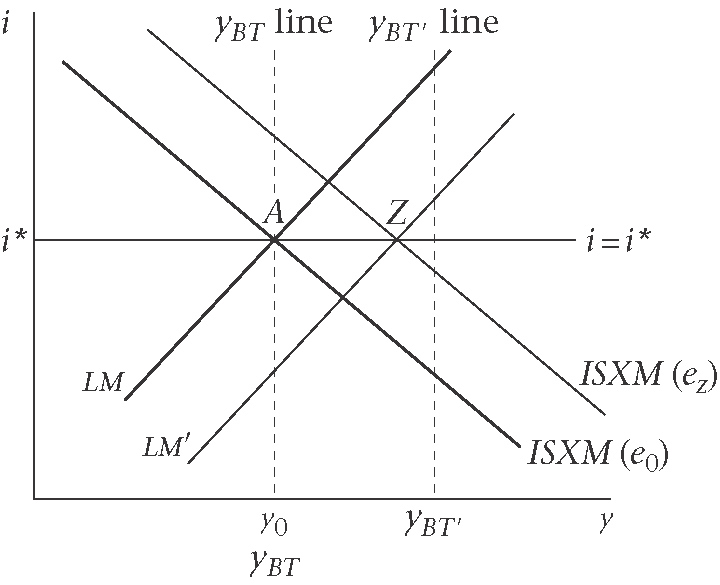 i
y_BT line
y_BT' line
A
Z
i*
i = i*
LM
ISXM (e_z)
LM'
ISXM (e_0)
y_0
y_BT'
y
y_BT